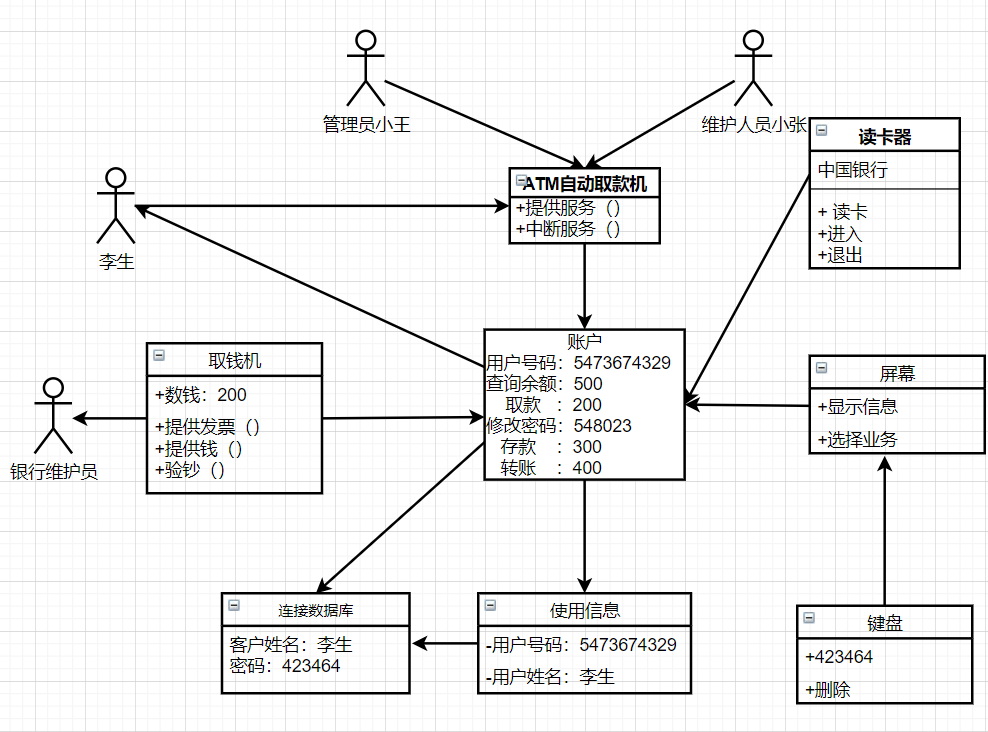 管理员小王
维护人员小张
读卡器
中国银行
+ 读卡
+进入
+退出
ATM自动取款机
+提供服务（）
+中断服务（）
李生
账户
用户号码：5473674329
查询余额：500
取款 ：200
修改密码：548023
存款 ：300
转账 ：400
取钱机
+数钱：200
+提供发票（）
+提供钱（）
+验钞（）
银行维护员
屏幕
+显示信息
+选择业务
连接数据库
客户姓名：李生
密码：423464
使用信息
-用户号码：5473674329
-用户姓名：李生
键盘
+423464
+删除